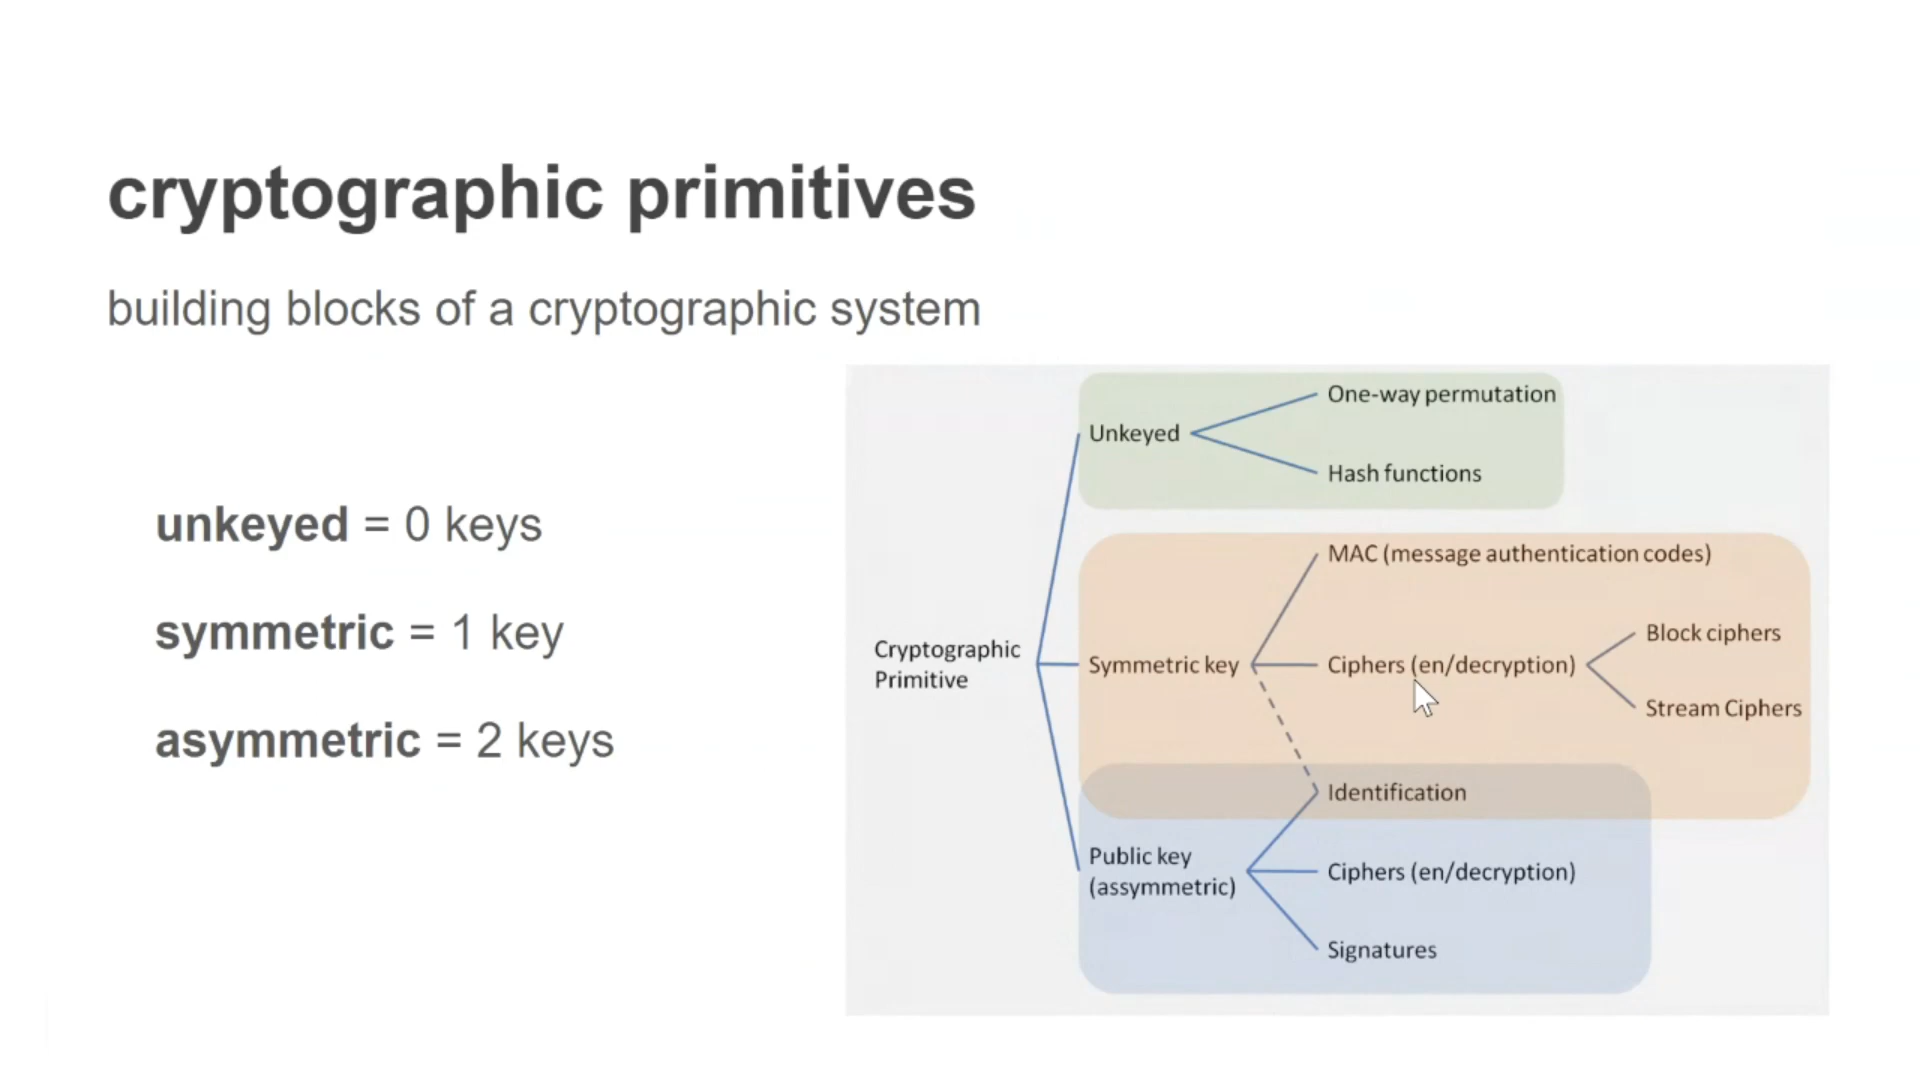 cryptographic primitives
building blocks of a cryptographic system
unkeyed = 0 keys
symmetric = 1 key
asymmetric = 2 keys
Cryptographic
Primitive
Unkeyed
One-way permutation
Hash functions
Symmetric key
MAC (message authentication codes)
Ciphers (en/decryption)
Block ciphers
Stream Ciphers
Identification
Public key
(assymmetric)
Ciphers (en/decryption)
Signatures